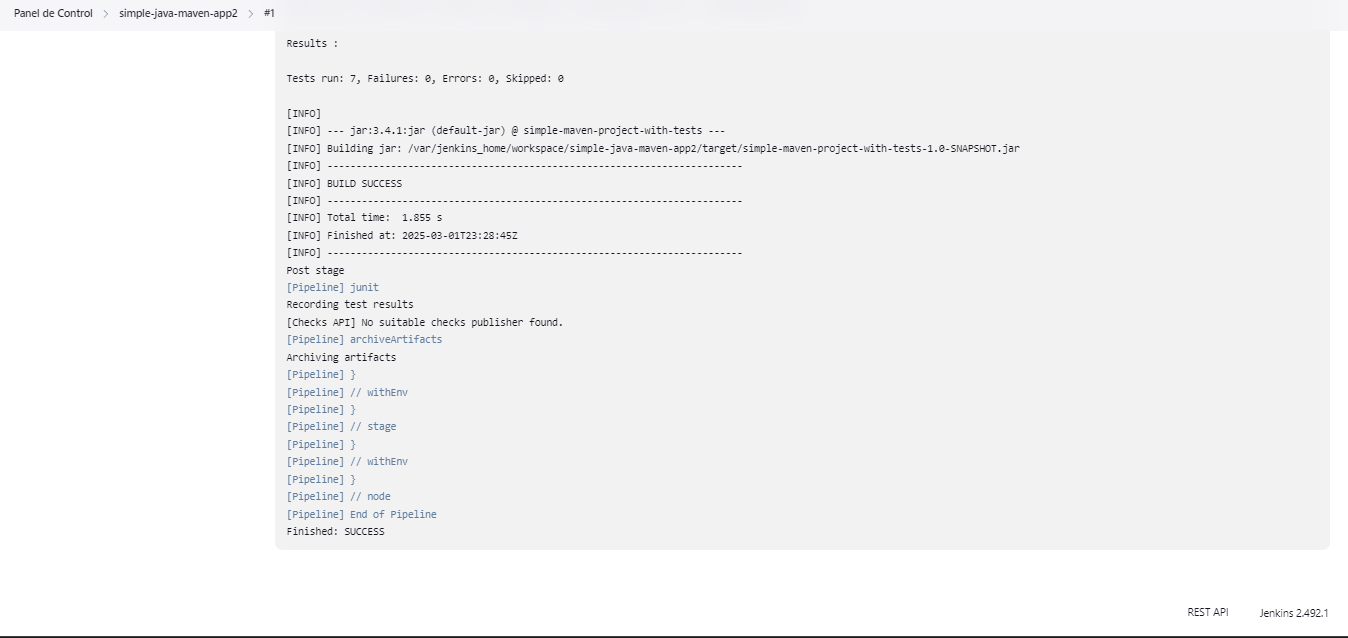 Panel de Control > simple-java-maven-app2 > #1
Results :
Tests run: 7, Failures: 0, Errors: 0, Skipped: 0
[INFO]
[INFO] --- jar:3.4.1:jar (default-jar) @ simple-maven-project-with-tests ---
[INFO] Building jar: /var/jenkins_home/workspace/simple-java-maven-app2/target/simple-maven-project-with-tests-1.0-SNAPSHOT.jar
[INFO] ------------------------------------------------------------------------
[INFO] BUILD SUCCESS
[INFO] ------------------------------------------------------------------------
[INFO] Total time:  1.855 s
[INFO] Finished at: 2025-03-01T23:28:45Z
[INFO] ------------------------------------------------------------------------
Post stage
[Pipeline] junit
Recording test results
[Checks API] No suitable checks publisher found.
[Pipeline] archiveArtifacts
Archiving artifacts
[Pipeline] }
[Pipeline] // withEnv
[Pipeline] }
[Pipeline] // stage
[Pipeline] }
[Pipeline] // withEnv
[Pipeline] }
[Pipeline] // node
[Pipeline] End of Pipeline
Finished: SUCCESS
REST API Jenkins 2.492.1